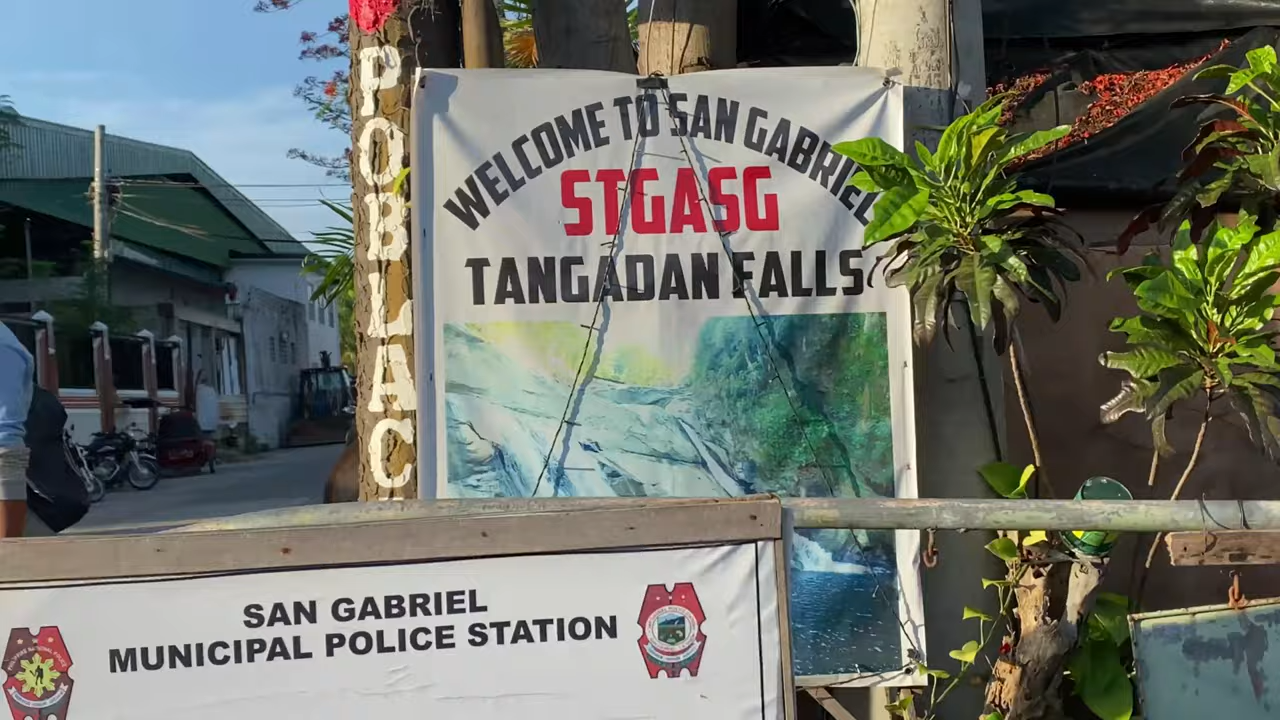 POBLAC
WELCOME TO SAN GABRIEL
STGASG
TANGADAN FALLS
SAN GABRIEL
MUNICIPAL POLICE STATION